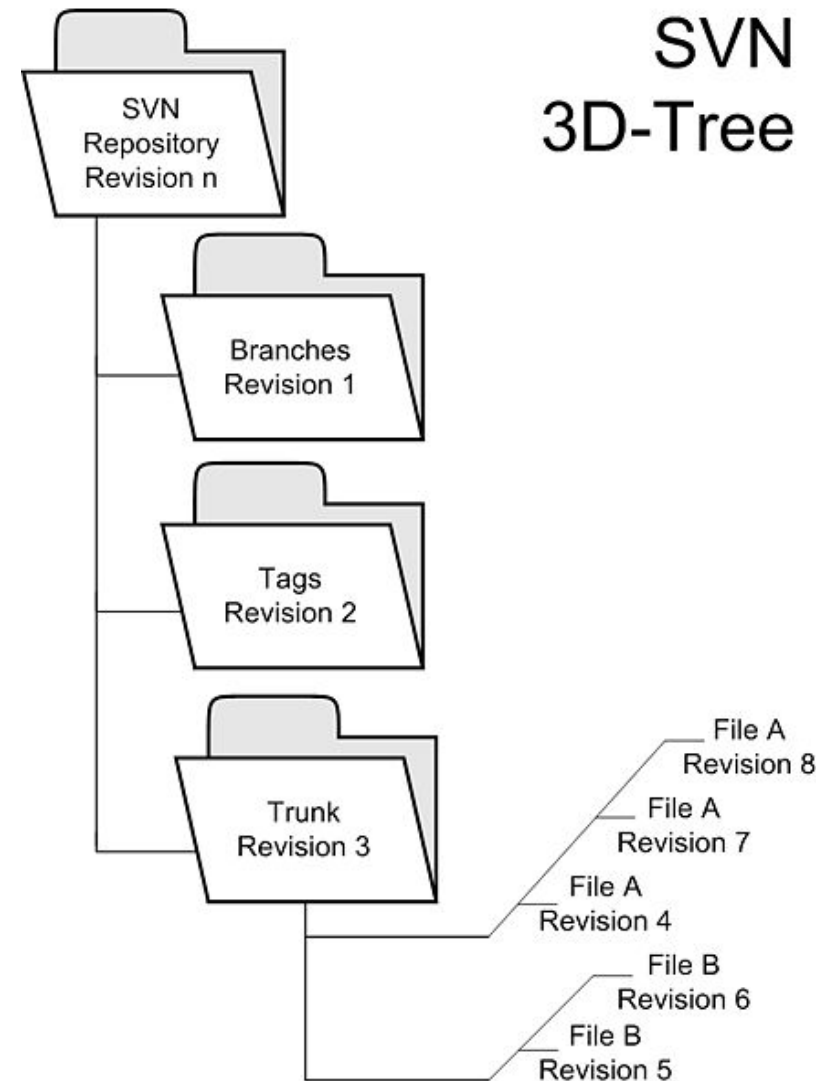 SVN
3D-Tree
SVN
Repository
Revision n
Branches
Revision 1
Tags
Revision 2
Trunk
Revision 3
File A
Revision 8
File A
Revision 7
File A
Revision 4
File B
Revision 6
File B
Revision 5